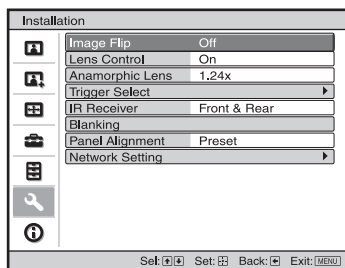 Installation
Image Flip Off
Lens Control On
Anamorphic Lens 1.24x
Trigger Select
IR Receiver Front & Rear
Blanking
Panel Alignment Preset
Network Setting
Sel: Set: Back: Exit: MENU